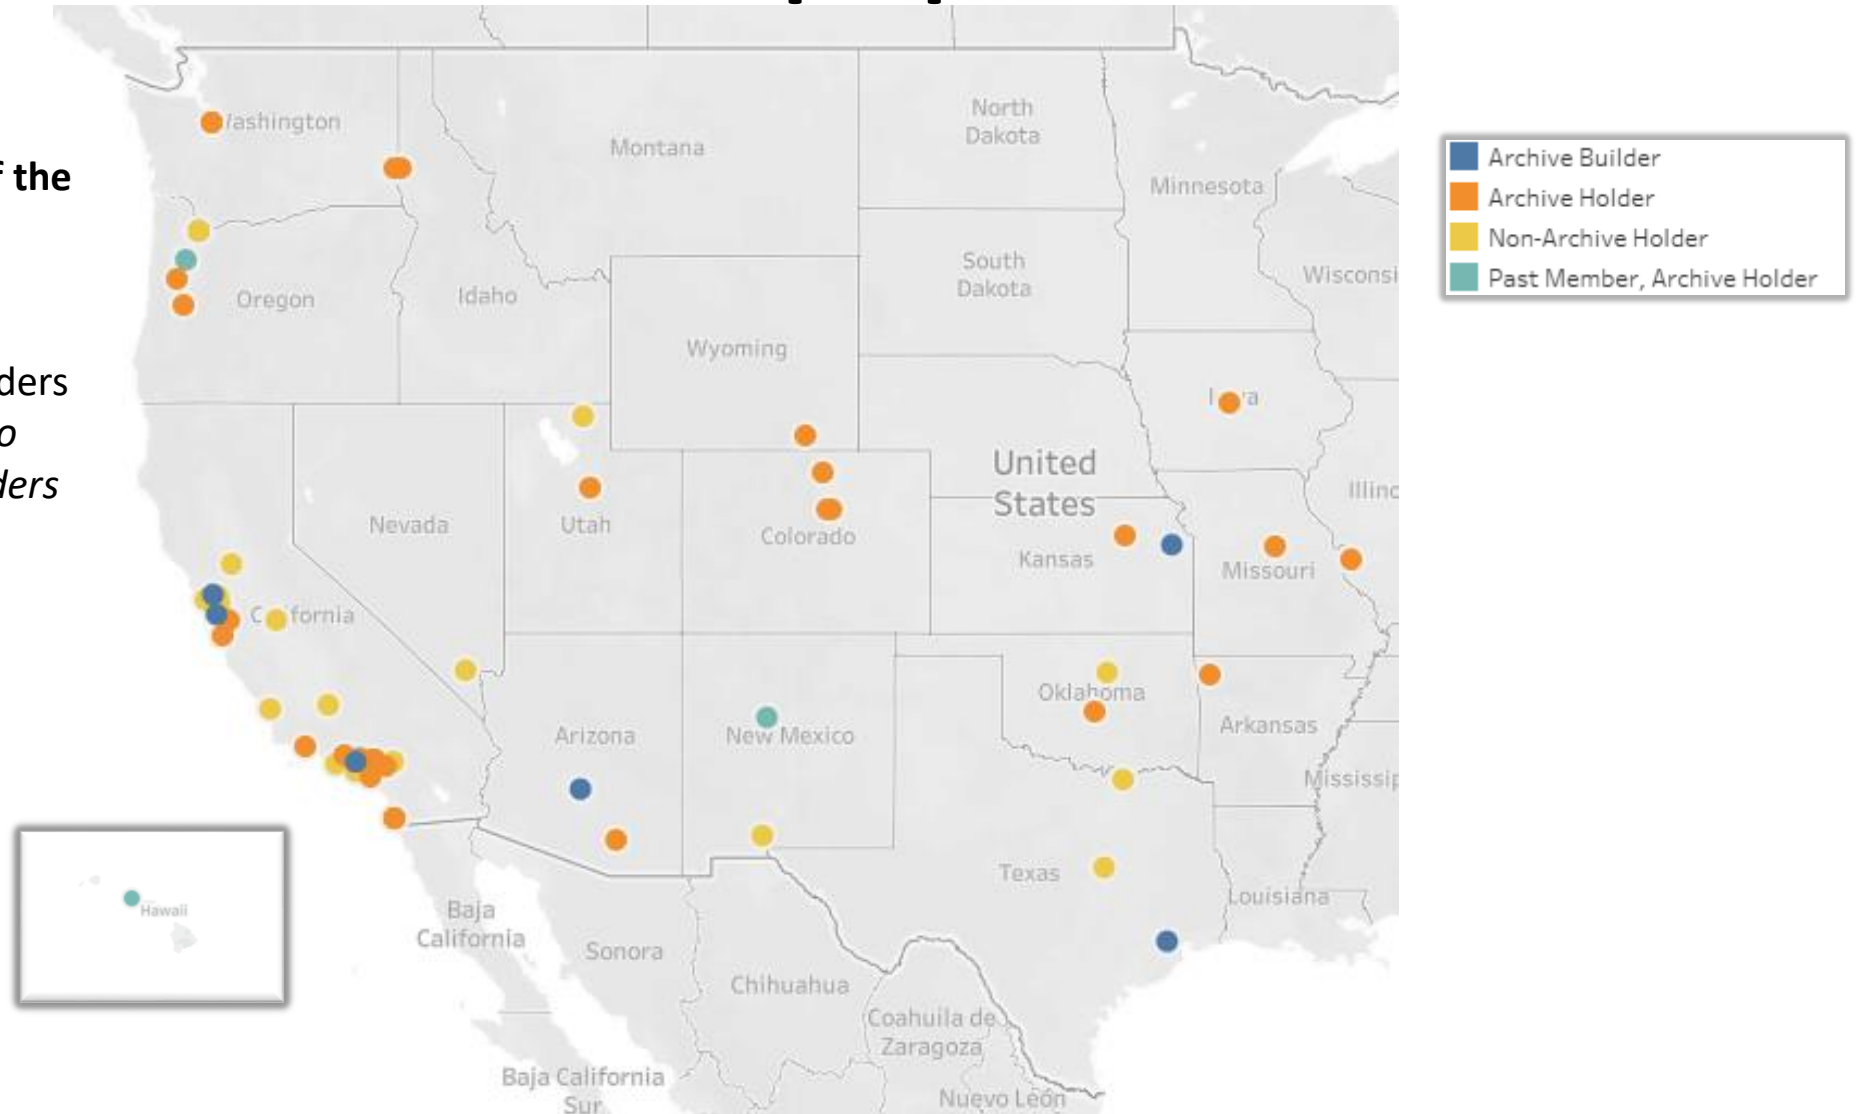 f the
ders
o
ders
Washington
Montana
North
Dakota
Minnesota
South
Dakota
Wisconsi
Oregon
Idaho
Wyoming
United
States
Illinc
Nevada
Utah
Colorado
Kansas
Missouri
fornia
Oklahoma
Arkansas
Arizona
New Mexico
Mississip
Texas
Louisiana
Hawaii
Baja
California
Sonora
Chihuahua
Coahuila de
Zaragoza
Baja California
Sur
Nuevo León
Archive Builder
Archive Holder
Non-Archive Holder
Past Member, Archive Holder